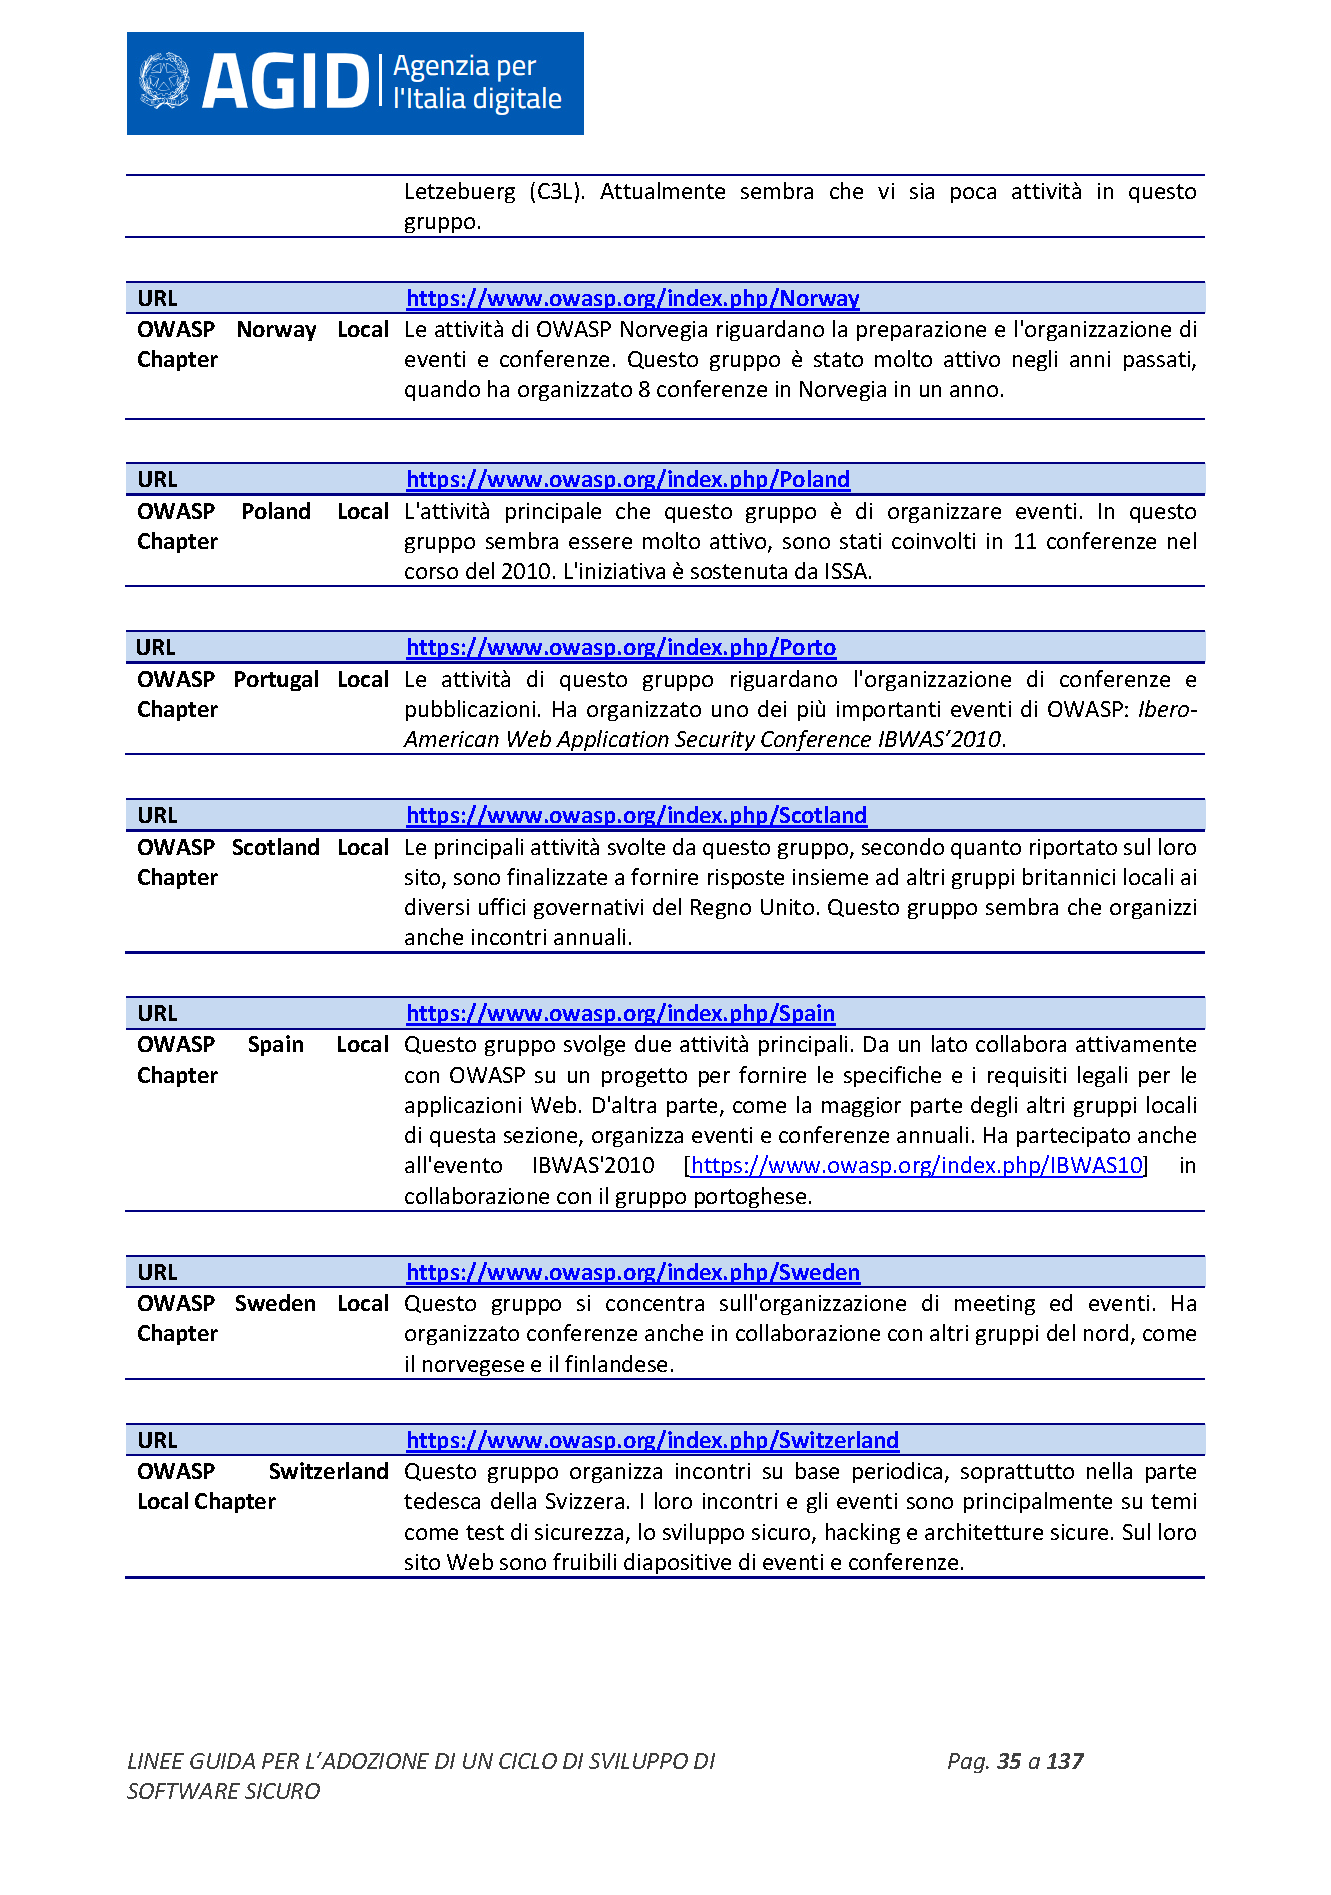 AGID Agenzia per
l'Italia digitale
Letzebuerg (C3L). Attualmente sembra che vi sia poca attività in questo
gruppo.
URL https://www.owasp.org/index.php/Norway
OWASP Norway Local Le attività di OWASP Norvegia riguardano la preparazione e l'organizzazione di
Chapter eventi e conferenze. Questo gruppo è stato molto attivo negli anni passati,
quando ha organizzato 8 conferenze in Norvegia in un anno.
URL https://www.owasp.org/index.php/Poland
OWASP Poland Local L'attività principale che questo gruppo è di organizzare eventi. In questo
Chapter gruppo sembra essere molto attivo, sono stati coinvolti in 11 conferenze nel
corso del 2010. L'iniziativa è sostenuta da ISSA.
URL https://www.owasp.org/index.php/Porto
OWASP Portugal Local Le attività di questo gruppo riguardano l'organizzazione di conferenze e
Chapter pubblicazioni. Ha organizzato uno dei più importanti eventi di OWASP: Ibero-
American Web Application Security Conference IBWAS’2010.
URL https://www.owasp.org/index.php/Scotland
OWASP Scotland Local Le principali attività svolte da questo gruppo, secondo quanto riportato sul loro
Chapter sito, sono finalizzate a fornire risposte insieme ad altri gruppi britannici locali ai
diversi uffici governativi del Regno Unito. Questo gruppo sembra che organizzi
anche incontri annuali.
URL https://www.owasp.org/index.php/Spain
OWASP Spain Local Questo gruppo svolge due attività principali. Da un lato collabora attivamente
Chapter con OWASP su un progetto per fornire le specifiche e i requisiti legali per le
applicazioni Web. D'altra parte, come la maggior parte degli altri gruppi locali
di questa sezione, organizza eventi e conferenze annuali. Ha partecipato anche
all'evento IBWAS'2010 [https://www.owasp.org/index.php/IBWAS10] in
collaborazione con il gruppo portoghese.
URL https://www.owasp.org/index.php/Sweden
OWASP Sweden Local Questo gruppo si concentra sull'organizzazione di meeting ed eventi. Ha
Chapter organizzato conferenze anche in collaborazione con altri gruppi del nord, come
il norvegese e il finlandese.
URL https://www.owasp.org/index.php/Switzerland
OWASP Switzerland Questo gruppo organizza incontri su base periodica, soprattutto nella parte
Local Chapter tedesca della Svizzera. I loro incontri e gli eventi sono principalmente su temi
come test di sicurezza, lo sviluppo sicuro, hacking e architetture sicure. Sul loro
sito Web sono fruibili diapositive di eventi e conferenze.
LINEE GUIDA PER L’ADOZIONE DI UN CICLO DI SVILUPPO DI Pag. 35 a 137
SOFTWARE SICURO